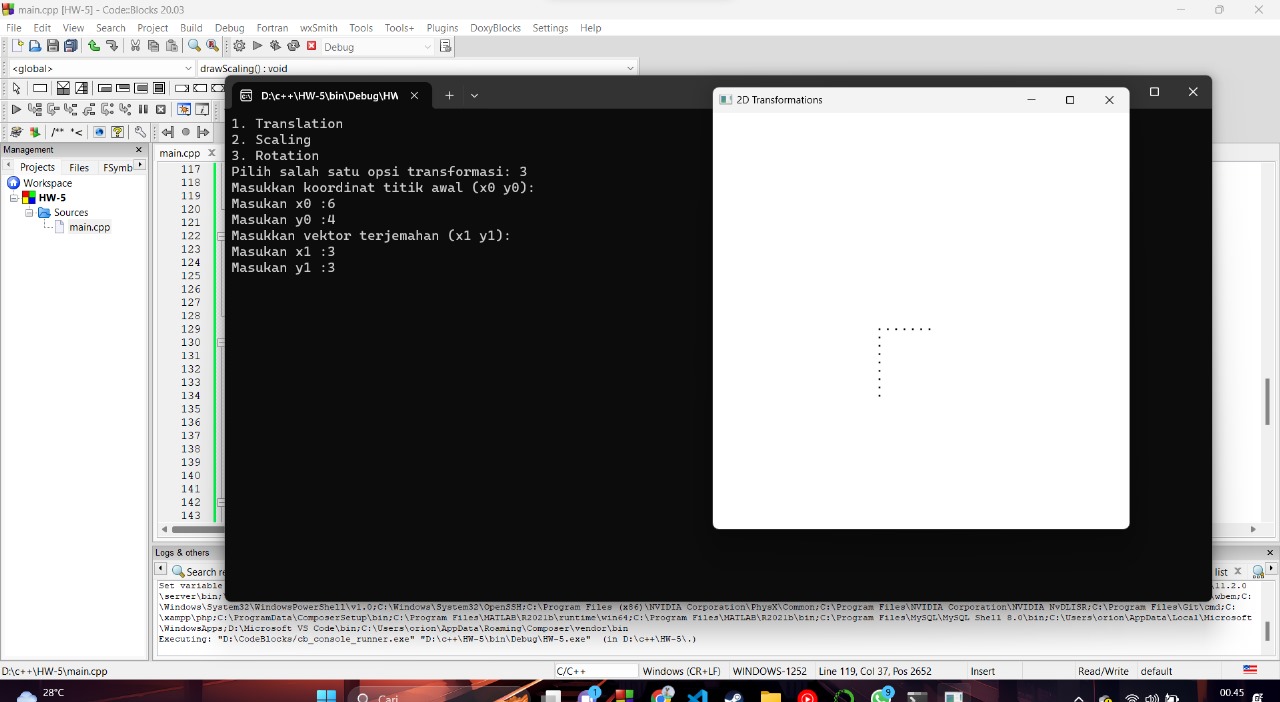 main.cpp [HW-5] - Code::Blocks 20.03
File Edit View Search Project Build Debug Fortran wxSmith Tools Tools+ Plugins DoxyBlocks Settings Help
Debug
<global> drawScaling() : void
D:\c++\HW-5\bin\Debug\HW
2D Transformations
1. Translation
2. Scaling
3. Rotation
Pilih salah satu opsi transformasi: 3
Masukkan koordinat titik awal (x0 y0):
Masukan x0 :6
Masukan y0 :4
Masukkan vektor terjemahan (x1 y1):
Masukan x1 :3
Masukan y1 :3
Management
Projects Files FSymb
Workspace
HW-5
Sources
main.cpp
main.cpp
117
118
119
120
121
122
123
124
125
126
127
128
129
130
131
132
133
134
135
136
137
138
139
140
141
142
143
Logs & others
Search re
list
Set variable
11.2.0
\server\bin;
wbem;C:
\Windows\System32\WindowsPowerShell\v1.0;C:\Windows\System32\OpenSSH;C:\Program Files (x86)\NVIDIA Corporation\PhysX\Common;C:\Program Files\NVIDIA Corporation\NVIDIA NvDLISR;C:\Program Files\Git\cmd;C:
\xampp\php;C:\ProgramData\ComposerSetup\bin;C:\Program Files\MATLAB\R2021b\runtime\win64;C:\Program Files\MATLAB\R2021b\bin;C:\Program Files\MySQL\MySQL Shell 8.0\bin;C:\Users\orion\AppData\Local\Microsoft
\WindowsApps;D:\Microsoft VS Code\bin;C:\Users\orion\AppData\Roaming\Composer\vendor\bin
Executing: "D:\CodeBlocks/cb_console_runner.exe" "D:\c++\HW-5\bin\Debug\HW-5.exe" (in D:\c++\HW-5\.)
D:\c++\HW-5\main.cpp C/C++ Windows (CR+LF) WINDOWS-1252 Line 119, Col 37, Pos 2652 Insert Read/Write default
28°C
Cari
1
9
00.45